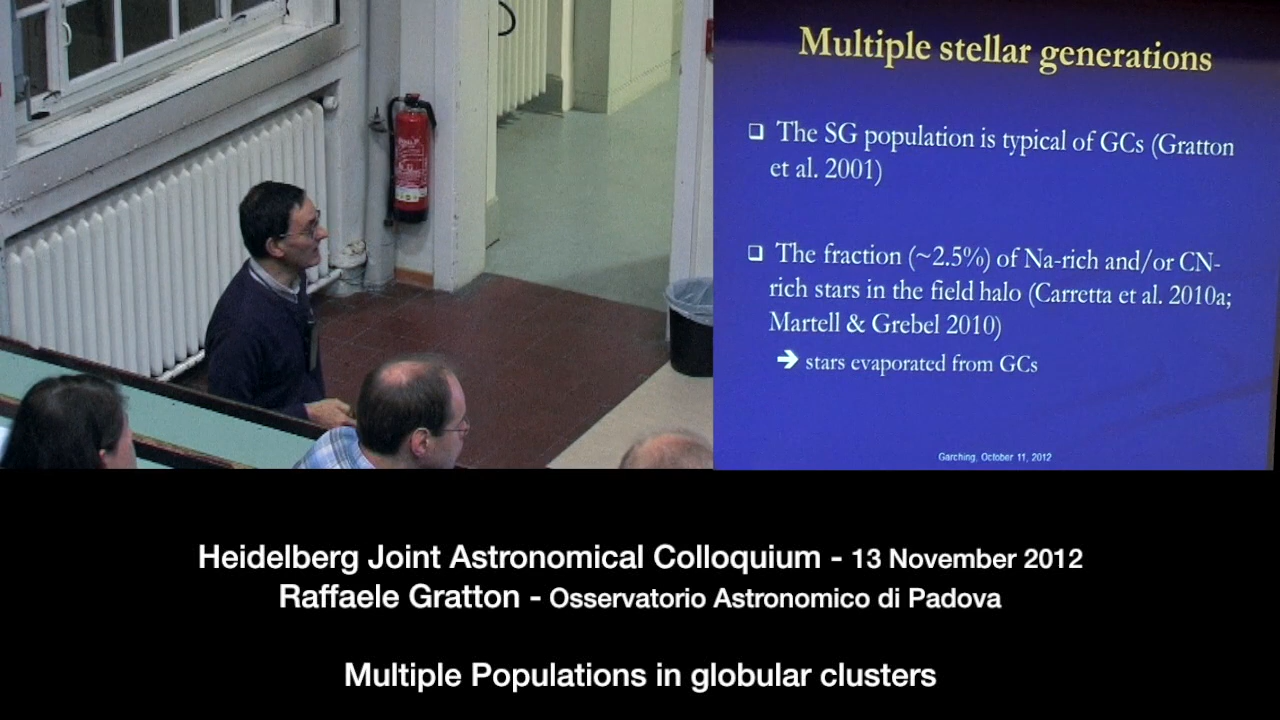 Multiple stellar generations
❑ The SG population is typical of GCs (Gratton
et al. 2001)
❑ The fraction (~2.5%) of Na-rich and/or CN-
rich stars in the field halo (Carretta et al. 2010a;
Martell & Grebel 2010)
➔ stars evaporated from GCs
Garching, October 11, 2012
Heidelberg Joint Astronomical Colloquium - 13 November 2012
Raffaele Gratton - Osservatorio Astronomico di Padova
Multiple Populations in globular clusters